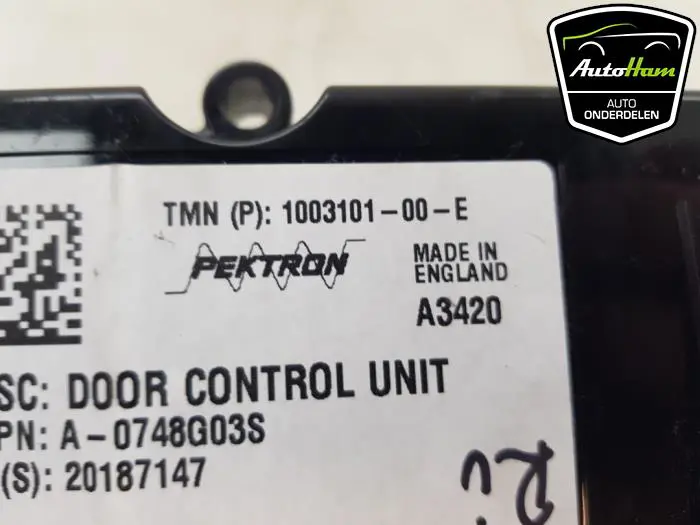 AutoHam
AUTO
ONDERDELEN
TMN (P): 1003101-00-E
PEKTRON
MADE IN
ENGLAND
A3420
SC: DOOR CONTROL UNIT
PN: A-0748G03S
(S): 20187147